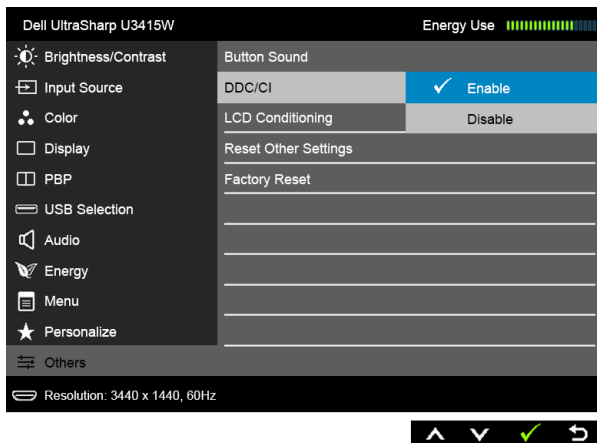 Dell UltraSharp U3415W
Energy Use
Brightness/Contrast
Button Sound
Input Source
DDC/CI
Enable
Color
LCD Conditioning
Disable
Display
Reset Other Settings
PBP
Factory Reset
USB Selection
Audio
Energy
Menu
Personalize
Others
Resolution: 3440 x 1440, 60Hz